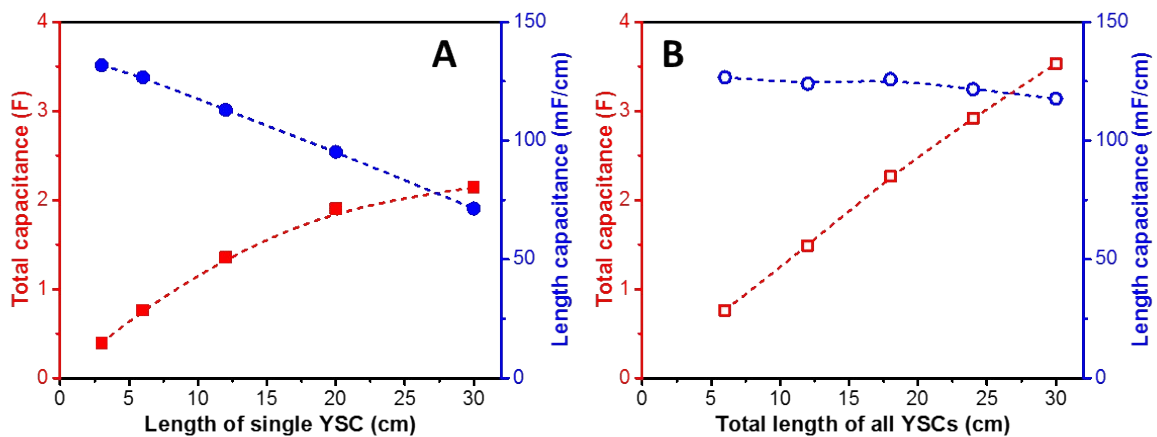 A
Total capacitance (F)
4
3
2
1
0
150
100
50
0
Length capacitance (mF/cm)
0 5 10 15 20 25 30
Length of single YSC (cm)
B
Total capacitance (F)
4
3
2
1
0
150
100
50
0
Length capacitance (mF/cm)
0 5 10 15 20 25 30
Total length of all YSCs (cm)